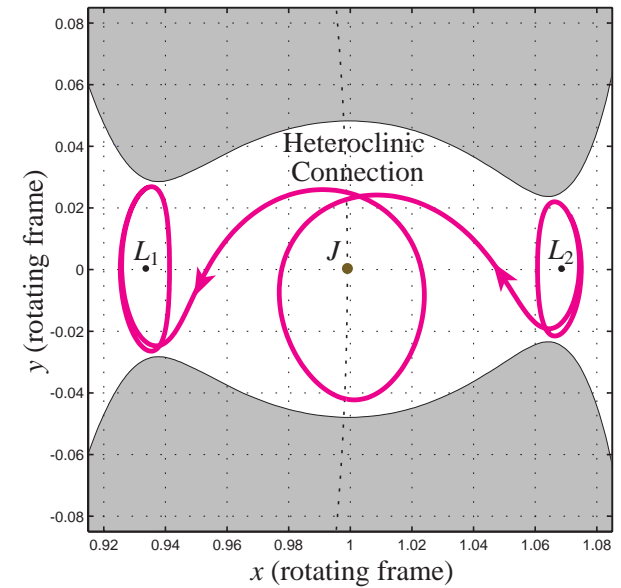 0.08
0.06
0.04
Heteroclinic
Connection
0.02
L1 J L2
0
-0.02
-0.04
-0.06
-0.08
y (rotating frame)
0.92 0.94 0.96 0.98 1 1.02 1.04 1.06 1.08
x (rotating frame)